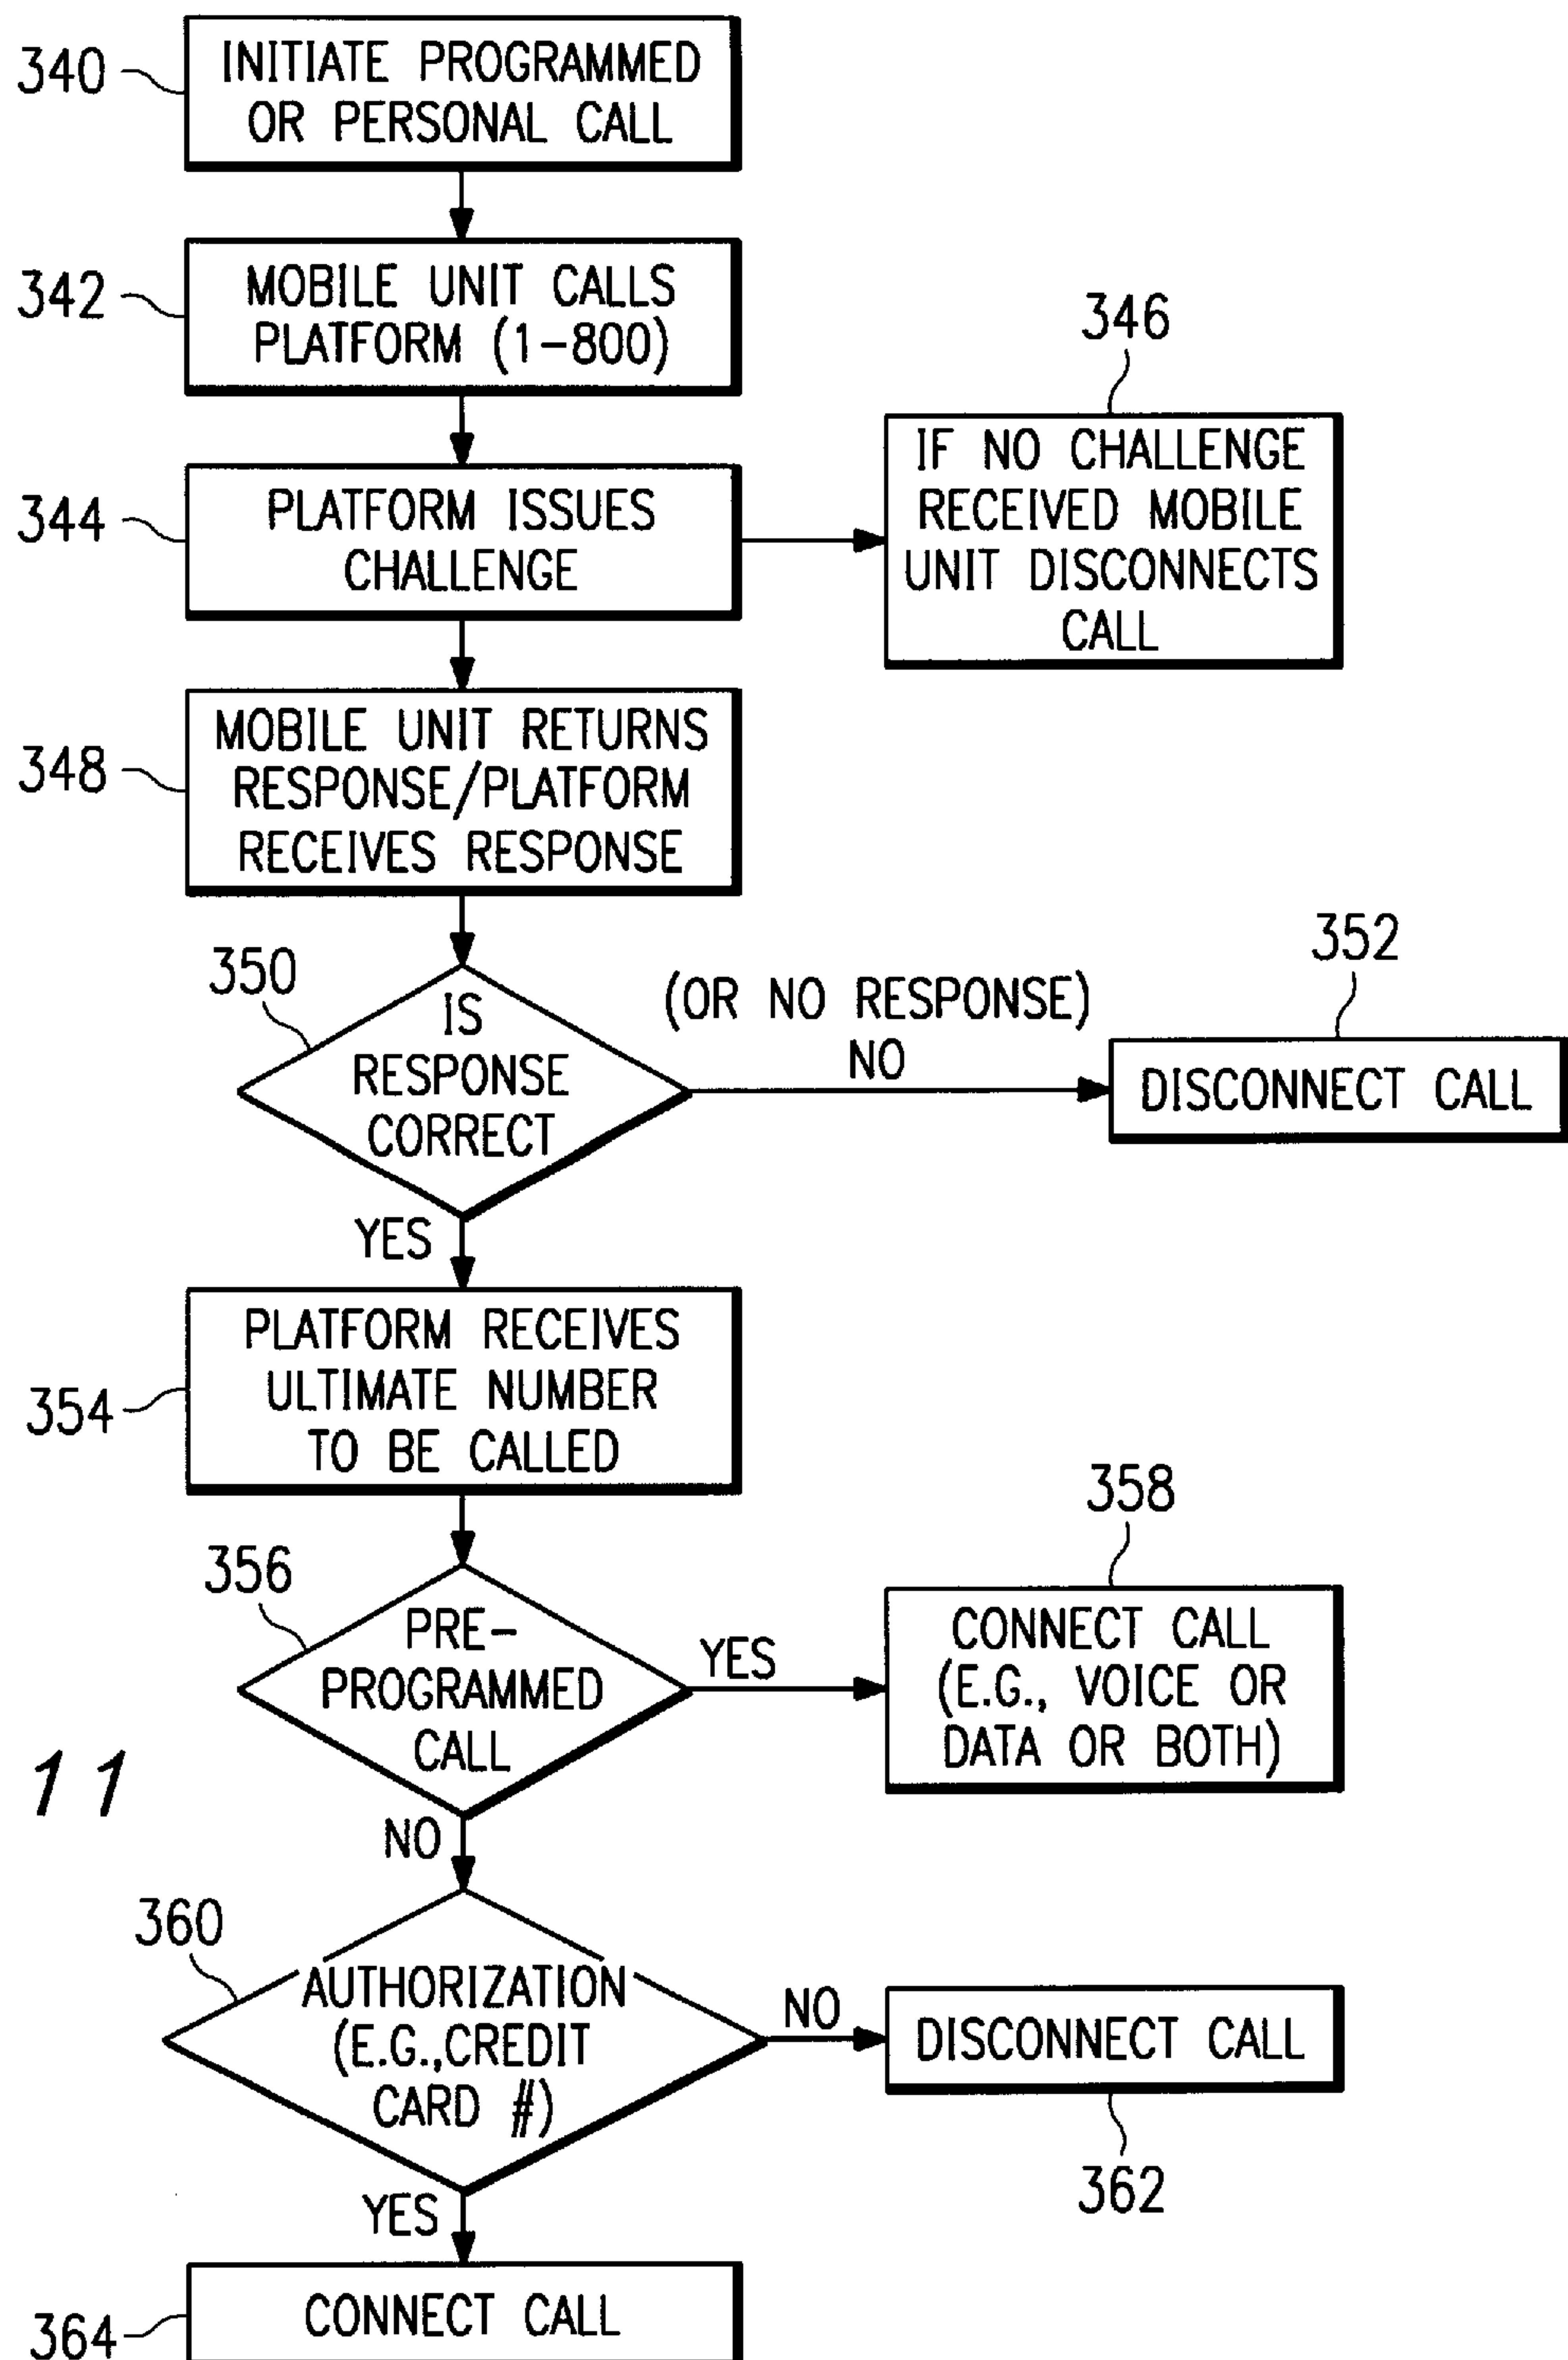 340
INITIATE PROGRAMMED
OR PERSONAL CALL
342
MOBILE UNIT CALLS
PLATFORM (1-800)
344
PLATFORM ISSUES
CHALLENGE
346
IF NO CHALLENGE
RECEIVED MOBILE
UNIT DISCONNECTS
CALL
348
MOBILE UNIT RETURNS
RESPONSE/PLATFORM
RECEIVES RESPONSE
350
IS
RESPONSE
CORRECT
(OR NO RESPONSE)
NO
352
DISCONNECT CALL
YES
354
PLATFORM RECEIVES
ULTIMATE NUMBER
TO BE CALLED
356
PRE-
PROGRAMMED
CALL
YES
358
CONNECT CALL
(E.G., VOICE OR
DATA OR BOTH)
11
NO
360
AUTHORIZATION
(E.G.,CREDIT
CARD #)
NO
DISCONNECT CALL
362
YES
364
CONNECT CALL